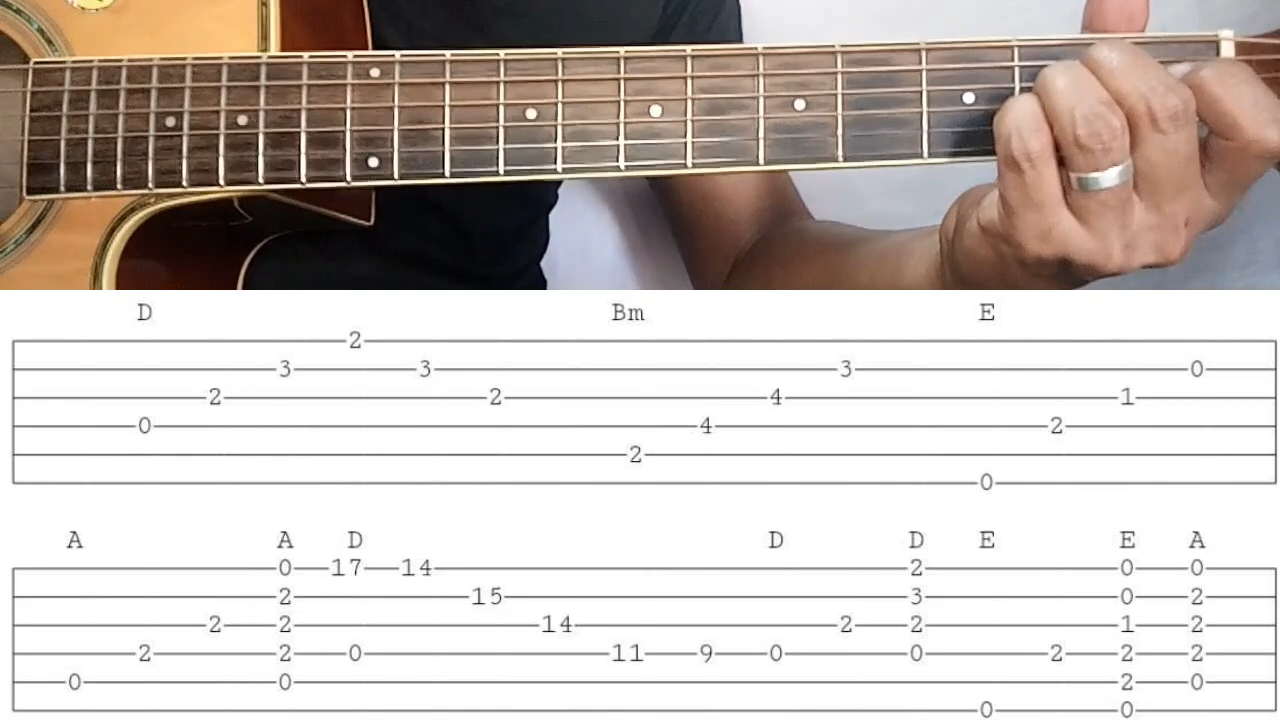 D Bm E
2
3 3 3 0
2 2 4 1
0 4 2
2
0
A A D D D E E A
0 17 14 2 0 0
2 15 3 0 2
2 2 14 2 2 1 2
2 2 0 11 9 0 0 2 2 2
0 0 2 0
0 0